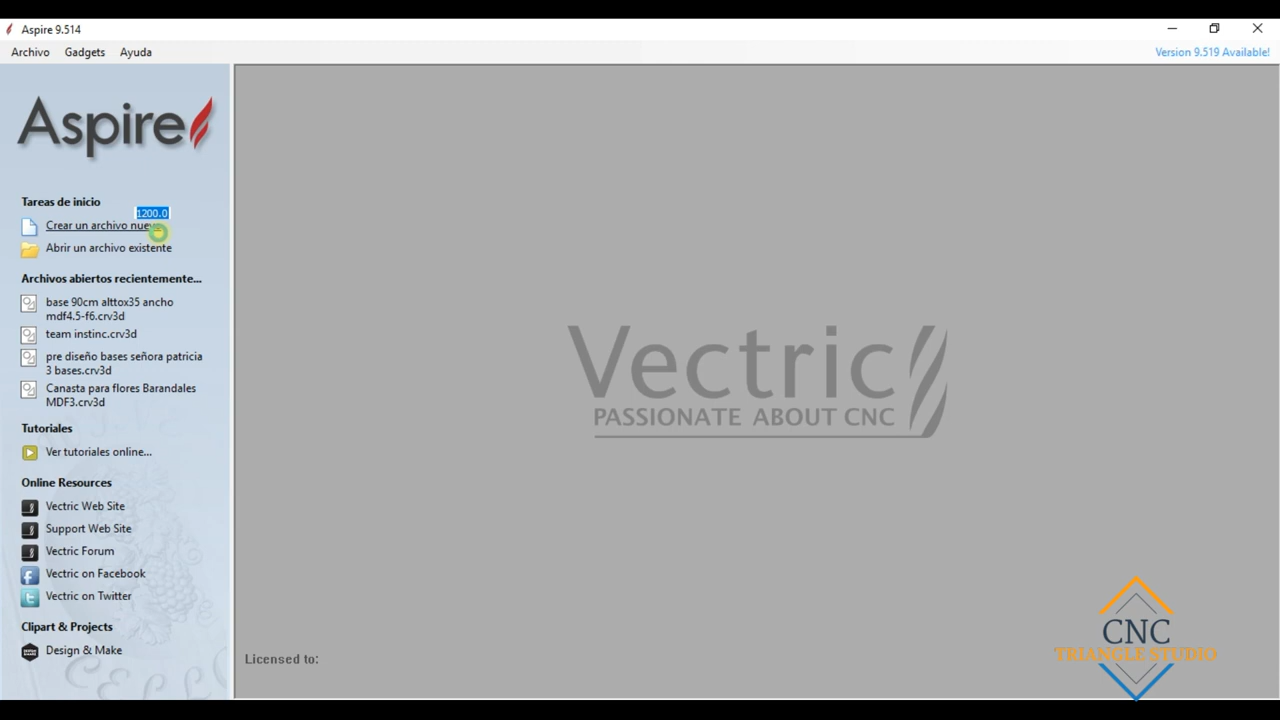 Aspire 9.514
Archivo Gadgets Ayuda
Version 9.519 Available!
Aspire
Tareas de inicio
1200.0
Crear un archivo nuevo
Abrir un archivo existente
Archivos abiertos recientemente...
base 90cm alttox35 ancho
mdf4.5-f6.crv3d
team instinc.crv3d
pre diseño bases señora patricia
3 bases.crv3d
Canasta para flores Barandales
MDF3.crv3d
Tutoriales
Ver tutoriales online...
Online Resources
Vectric Web Site
Support Web Site
Vectric Forum
Vectric on Facebook
Vectric on Twitter
Clipart & Projects
Design & Make
Vectric
PASSIONATE ABOUT CNC
Licensed to:
CNC
TRIANGLE STUDIO